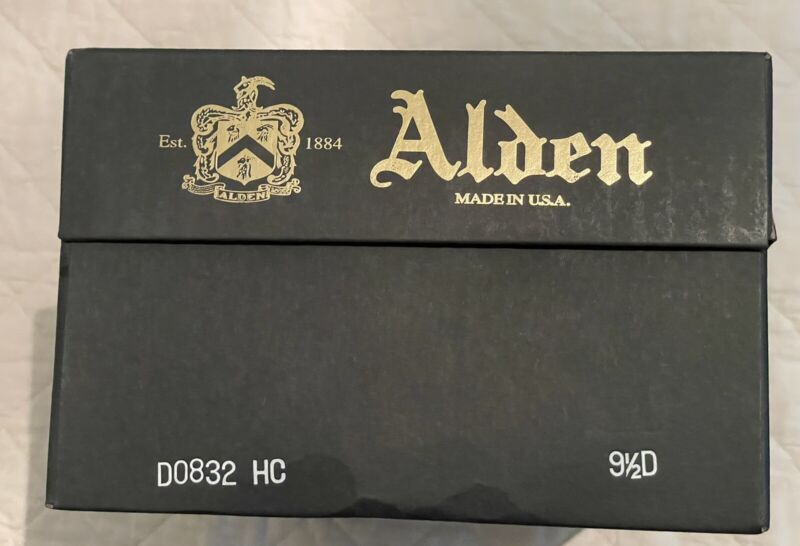 Est. 1884
ALDEN
Alden
MADE IN U.S.A.
D0832 HC
9½D